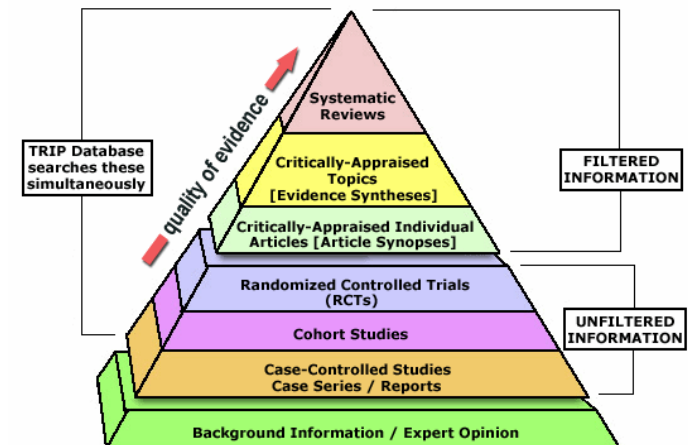 Systematic
Reviews
quality of evidence
TRIP Database
searches these
simultaneously
Critically-Appraised
Topics
[Evidence Syntheses]
FILTERED
INFORMATION
Critically-Appraised Individual
Articles [Article Synopses]
Randomized Controlled Trials
(RCTs)
UNFILTERED
INFORMATION
Cohort Studies
Case-Controlled Studies
Case Series / Reports
Background Information / Expert Opinion